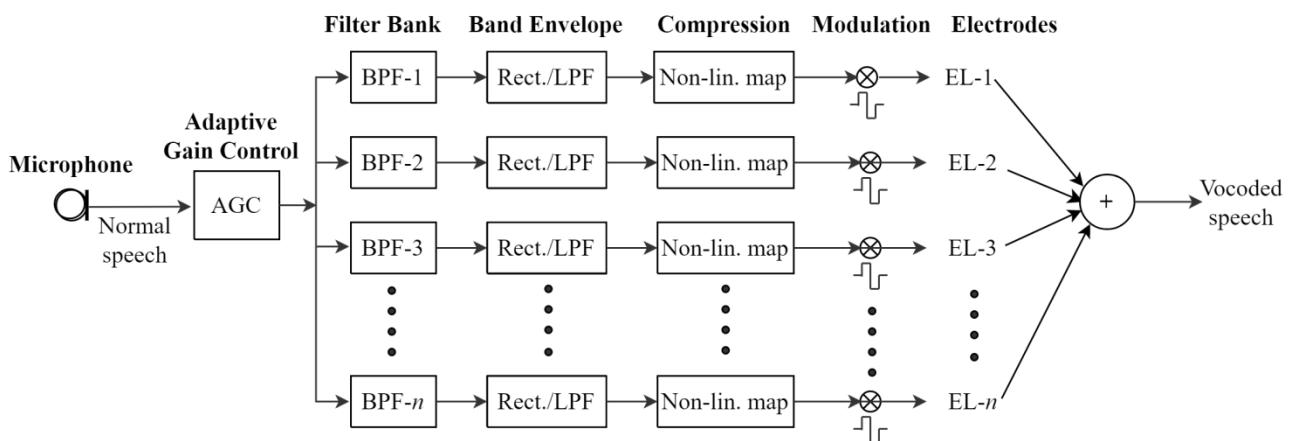 Filter Bank Band Envelope Compression Modulation Electrodes
BPF-1 Rect./LPF Non-lin. map EL-1
Adaptive
Gain Control
BPF-2 Rect./LPF Non-lin. map EL-2
Microphone
AGC
Normal
speech
+
Vocoded
speech
BPF-3 Rect./LPF Non-lin. map EL-3
BPF-n Rect./LPF Non-lin. map EL-n